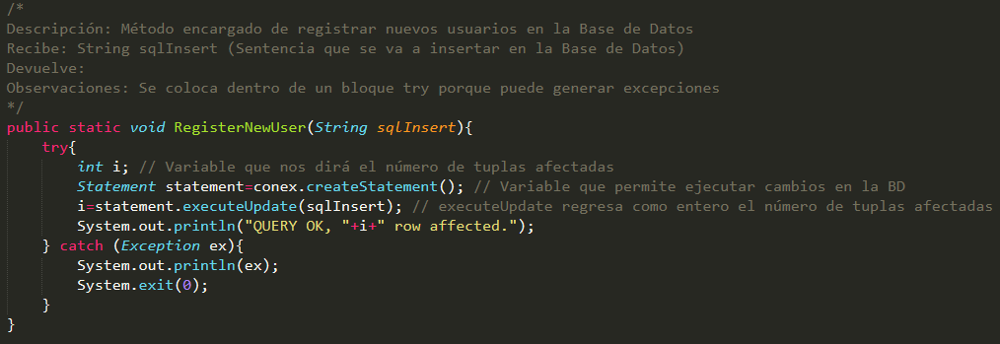 /*
Descripción: Método encargado de registrar nuevos usuarios en la Base de Datos
Recibe: String sqlInsert (Sentencia que se va a insertar en la Base de Datos)
Devuelve:
Observaciones: Se coloca dentro de un bloque try porque puede generar excepciones
*/
public static void RegisterNewUser(String sqlInsert){
    try{
        int i; // Variable que nos dirá el número de tuplas afectadas
        Statement statement=conex.createStatement(); // Variable que permite ejecutar cambios en la BD
        i=statement.executeUpdate(sqlInsert); // executeUpdate regresa como entero el número de tuplas afectadas
        System.out.println("QUERY OK, "+i+" row affected.");
    } catch (Exception ex){
        System.out.println(ex);
        System.exit(0);
    }
}